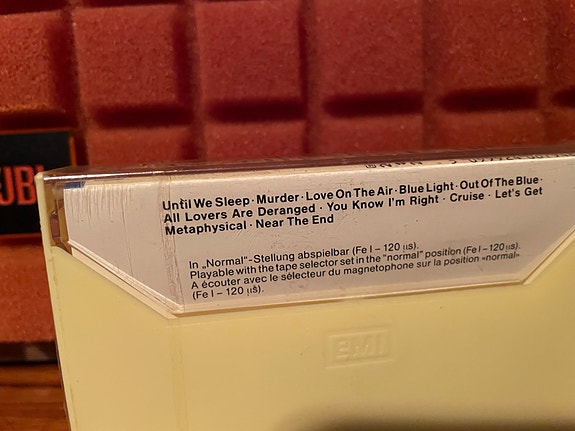 JBL
Until We Sleep · Murder · Love On The Air · Blue Light · Out Of The Blue ·
All Lovers Are Deranged · You Know I'm Right · Cruise · Let's Get
Metaphysical · Near The End
In „Normal"-Stellung abspielbar (Fe I – 120 µs).
Playable with the tape selector set in the "normal" position (Fe I – 120 µs).
A écouter avec le sélecteur du magnetophone sur la position «normal»
(Fe I – 120 µs).
EMI